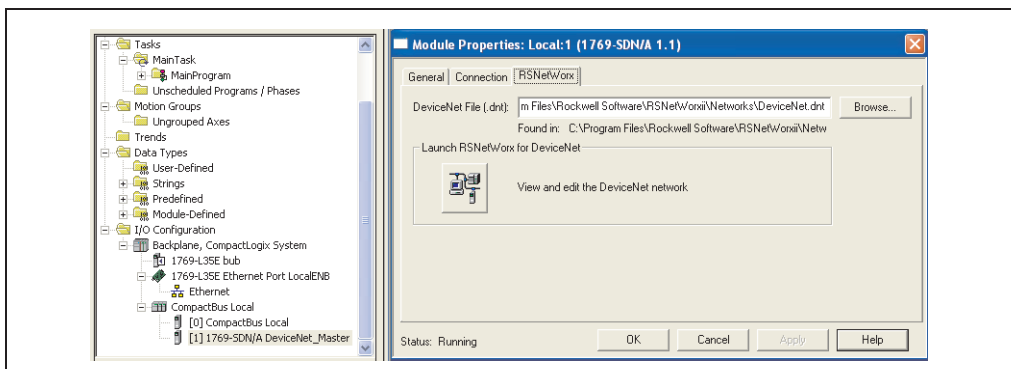 Tasks
MainTask
MainProgram
Unscheduled Programs / Phases
Motion Groups
Ungrouped Axes
Trends
Data Types
User-Defined
Strings
Predefined
Module-Defined
I/O Configuration
Backplane, CompactLogix System
1769-L35E bub
1769-L35E Ethernet Port LocalENB
Ethernet
CompactBus Local
[0] CompactBus Local
[1] 1769-SDN/A DeviceNet_Master
Module Properties: Local:1 (1769-SDN/A 1.1)
General Connection RSNetWorx
DeviceNet File (.dnt): m Files\Rockwell Software\RSNetWorxii\Networks\DeviceNet.dnt Browse...
Found in: C:\Program Files\Rockwell Software\RSNetWorxii\Netw
Launch RSNetWorx for DeviceNet
View and edit the DeviceNet network
Status: Running OK Cancel Apply Help